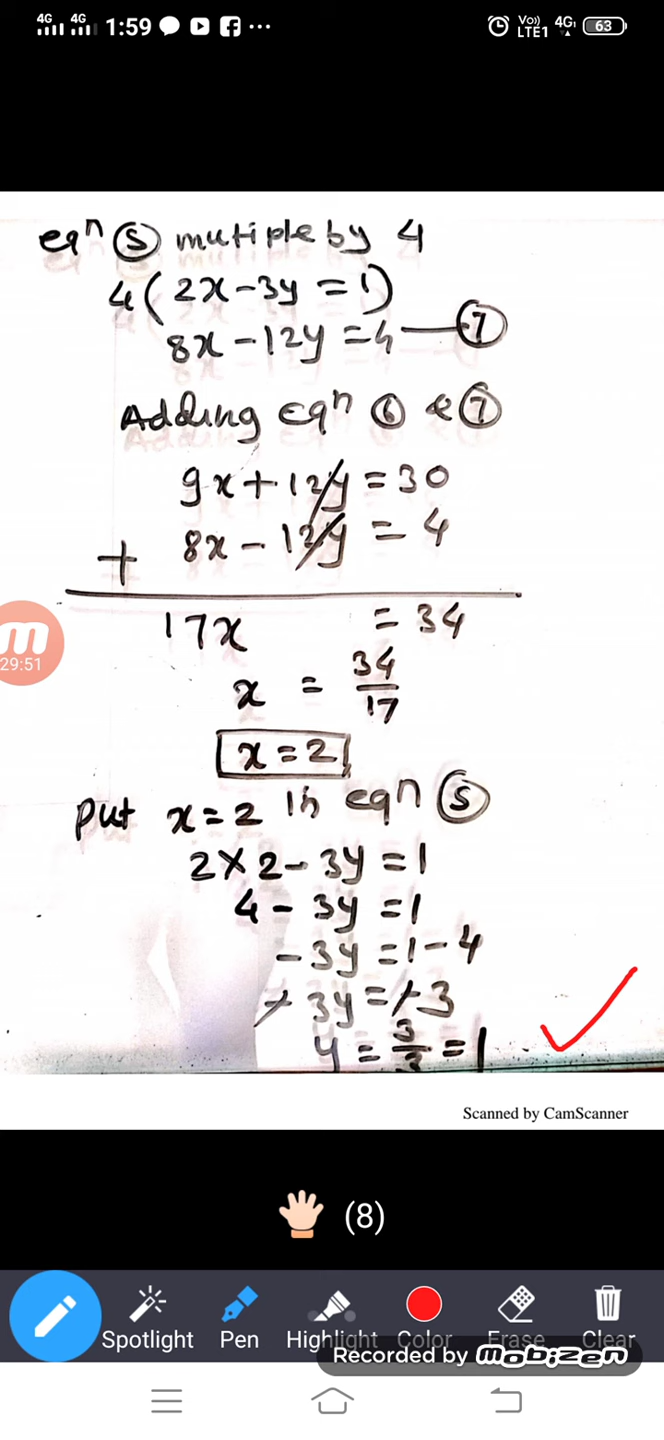 4G 4G 1:59 ... Vo)) LTE1 4G 63
eqⁿ ⑤ mutiple by 4
4(2x-3y=1)
8x-12y=4 — ⑦
Adding eqⁿ ⑥ & ⑦
9x+12y=30
+ 8x-12y=4
17x = 34
x = 34/17
x=2
put x=2 in eqn ⑤
2×2-3y=1
4-3y=1
-3y=1-4
-3y=-3
y=3/3=1
29:51
Scanned by CamScanner
(8)
Spotlight Pen Highlight Color Erase Clear
Recorded by mobizen